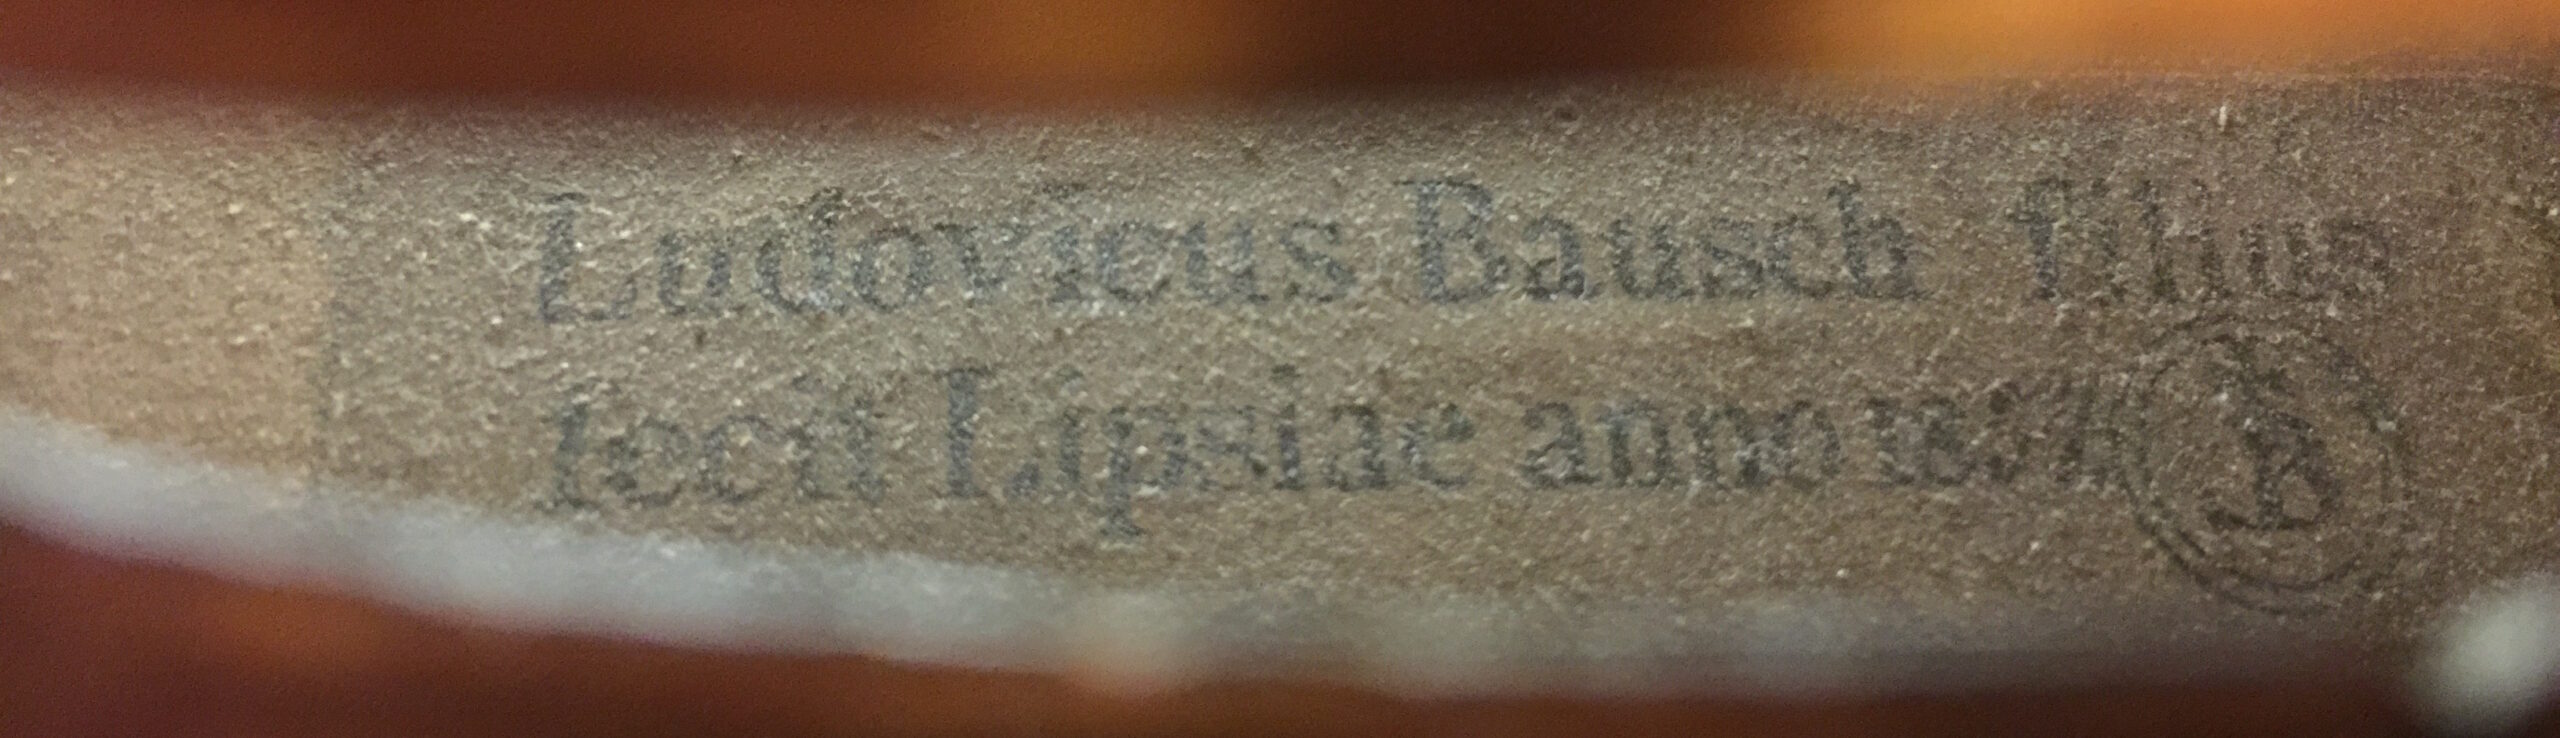 Ludovicus Bausch filius
fecit Lipsiae anno
B